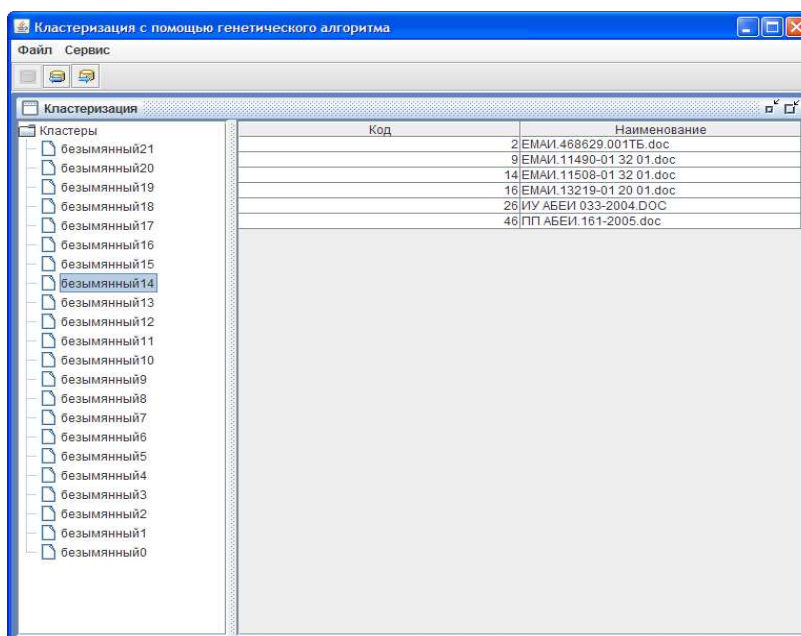 Кластеризация с помощью генетического алгоритма
Файл Сервис
Кластеризация
Кластеры
безымянный21
безымянный20
безымянный19
безымянный18
безымянный17
безымянный16
безымянный15
безымянный14
безымянный13
безымянный12
безымянный11
безымянный10
безымянный9
безымянный8
безымянный7
безымянный6
безымянный5
безымянный4
безымянный3
безымянный2
безымянный1
безымянный0
Код Наименование
2 ЕМАИ.468629.001ТБ.doc
9 ЕМАИ.11490-01 32 01.doc
14 ЕМАИ.11508-01 32 01.doc
16 ЕМАИ.13219-01 20 01.doc
26 ИУ АБЕИ 033-2004.DOC
46 ПП АБЕИ.161-2005.doc